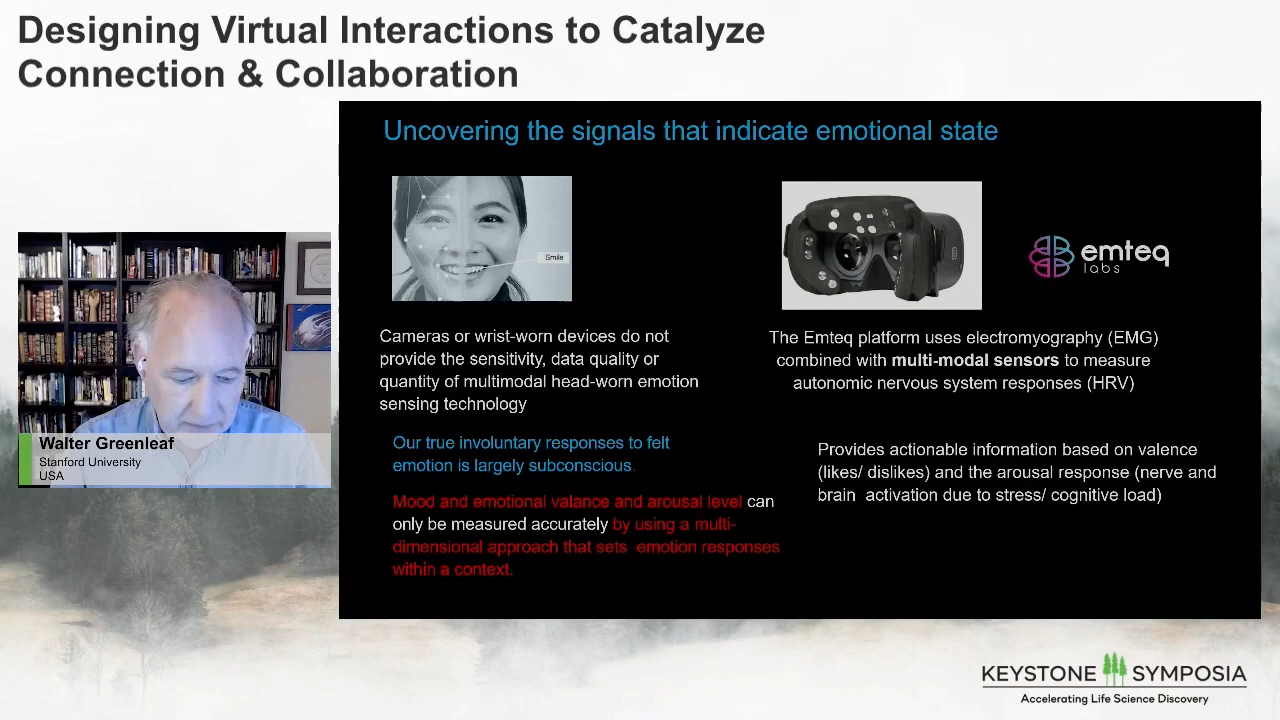 Designing Virtual Interactions to Catalyze
Connection & Collaboration
Uncovering the signals that indicate emotional state
Smile
emteq
labs
Cameras or wrist-worn devices do not
provide the sensitivity, data quality or
quantity of multimodal head-worn emotion
sensing technology
Our true involuntary responses to felt
emotion is largely subconscious.
Mood and emotional valance and arousal level can
only be measured accurately by using a multi-
dimensional approach that sets emotion responses
within a context.
The Emteq platform uses electromyography (EMG)
combined with multi-modal sensors to measure
autonomic nervous system responses (HRV)
Provides actionable information based on valence
(likes/ dislikes) and the arousal response (nerve and
brain activation due to stress/ cognitive load)
Walter Greenleaf
Stanford University
USA
KEYSTONE SYMPOSIA
Accelerating Life Science Discovery